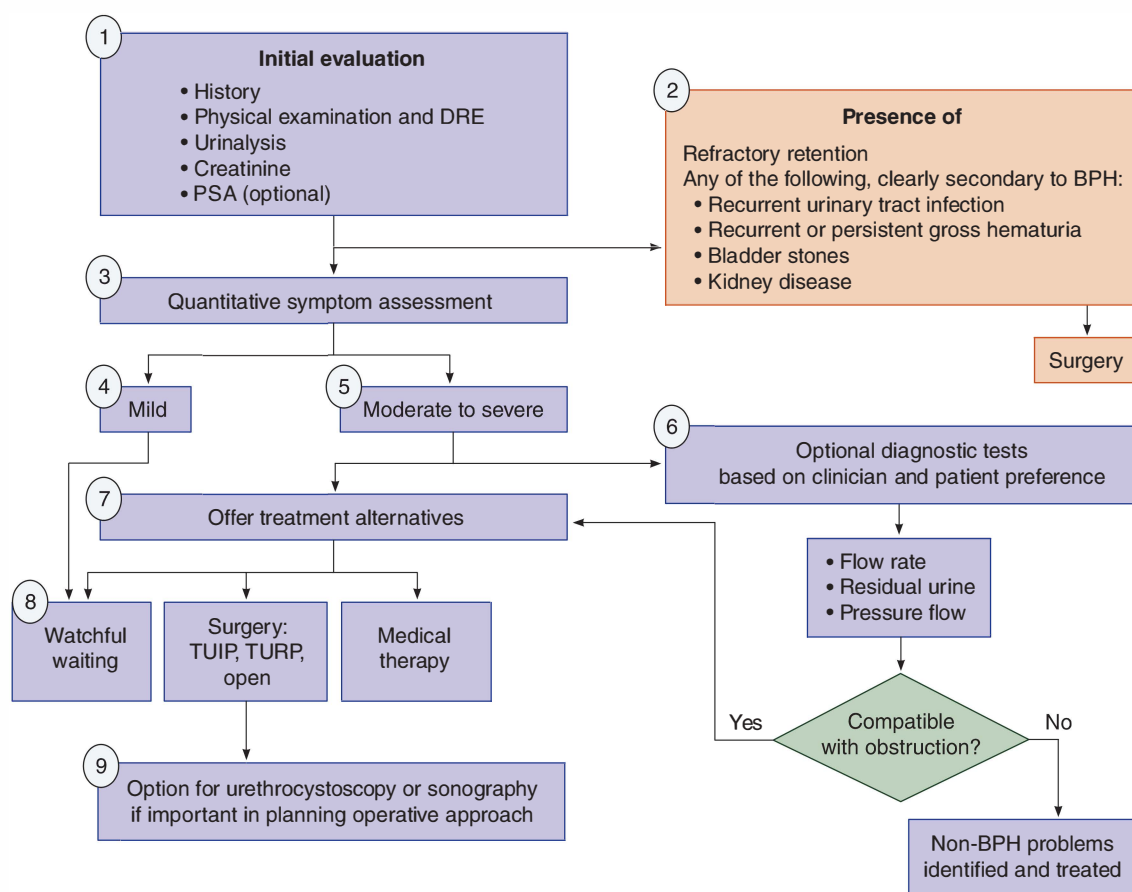 1
Initial evaluation
• History
• Physical examination and DRE
• Urinalysis
• Creatinine
• PSA (optional)
2
Presence of
Refractory retention
Any of the following, clearly secondary to BPH:
• Recurrent urinary tract infection
• Recurrent or persistent gross hematuria
• Bladder stones
• Kidney disease
Surgery
3
Quantitative symptom assessment
4
Mild
5
Moderate to severe
6
Optional diagnostic tests
based on clinician and patient preference
• Flow rate
• Residual urine
• Pressure flow
7
Offer treatment alternatives
8
Watchful
waiting
Surgery:
TUIP, TURP,
open
Medical
therapy
Yes
Compatible
with obstruction?
No
9
Option for urethrocystoscopy or sonography
if important in planning operative approach
Non-BPH problems
identified and treated